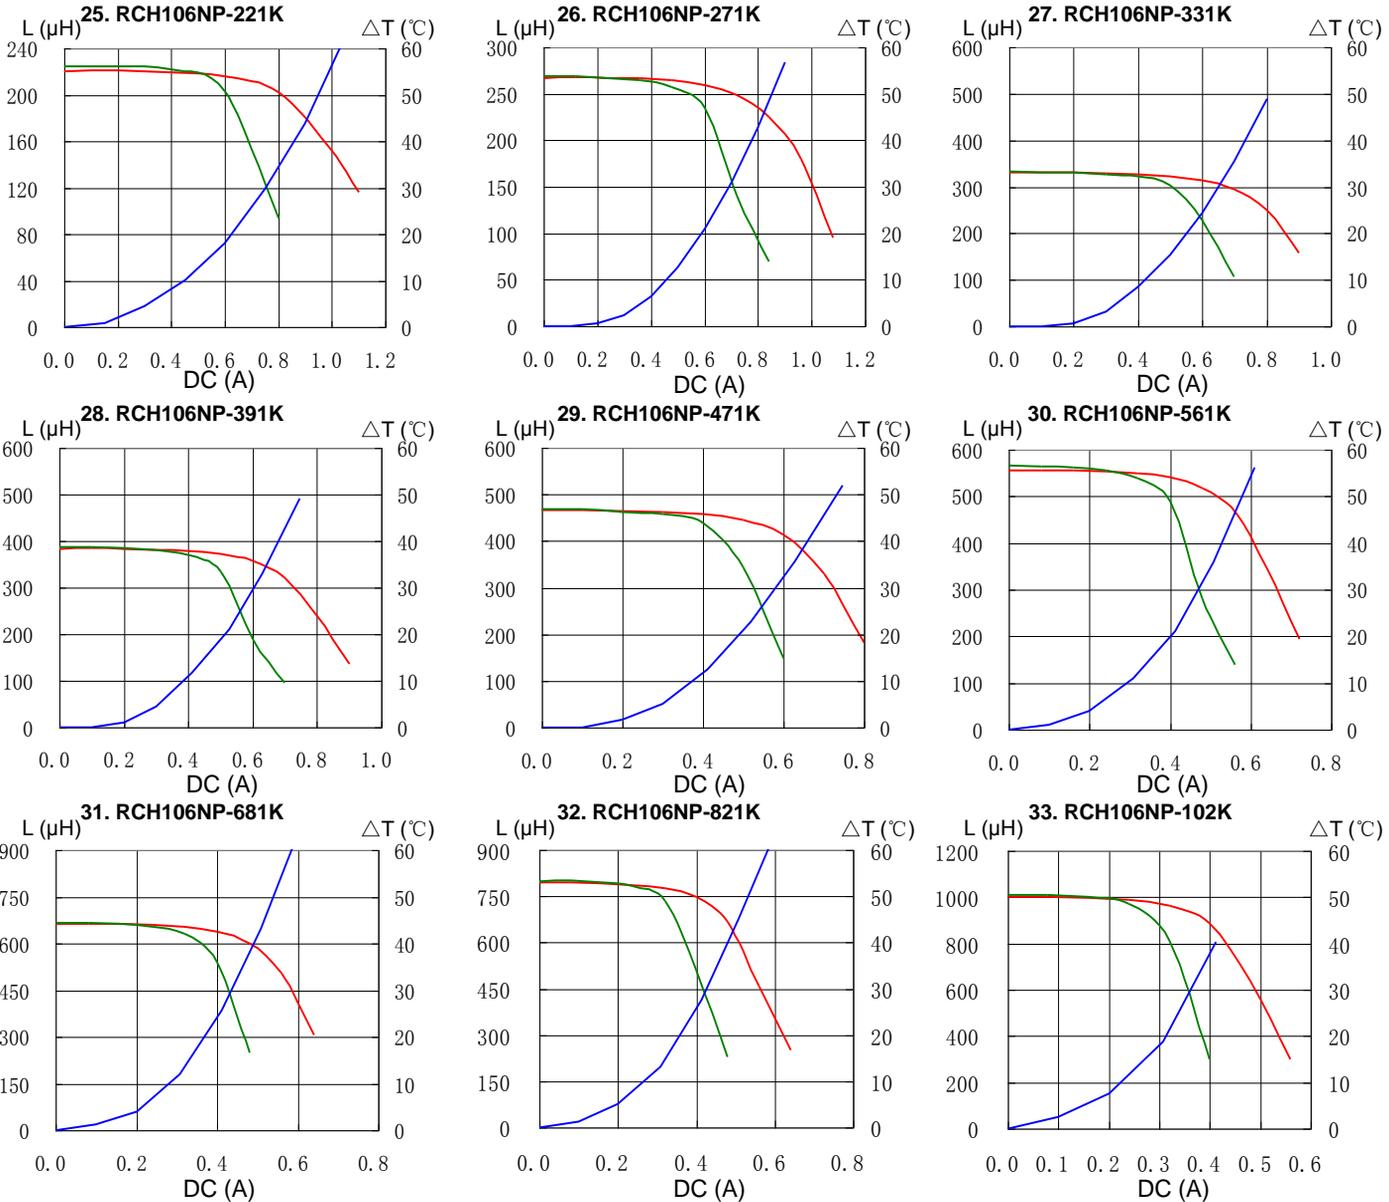 25. RCH106NP-221K
L (μH)
△T (℃)
240
200
160
120
80
40
0
60
50
40
30
20
10
0
0.0 0.2 0.4 0.6 0.8 1.0 1.2
DC (A)
26. RCH106NP-271K
L (μH)
△T (℃)
300
250
200
150
100
50
0
60
50
40
30
20
10
0
0.0 0.2 0.4 0.6 0.8 1.0 1.2
DC (A)
27. RCH106NP-331K
L (μH)
△T (℃)
600
500
400
300
200
100
0
60
50
40
30
20
10
0
0.0 0.2 0.4 0.6 0.8 1.0
DC (A)
28. RCH106NP-391K
L (μH)
△T (℃)
600
500
400
300
200
100
0
60
50
40
30
20
10
0
0.0 0.2 0.4 0.6 0.8 1.0
DC (A)
29. RCH106NP-471K
L (μH)
△T (℃)
600
500
400
300
200
100
0
60
50
40
30
20
10
0
0.0 0.2 0.4 0.6 0.8
DC (A)
30. RCH106NP-561K
L (μH)
△T (℃)
600
500
400
300
200
100
0
60
50
40
30
20
10
0
0.0 0.2 0.4 0.6 0.8
DC (A)
31. RCH106NP-681K
L (μH)
△T (℃)
900
750
600
450
300
150
0
60
50
40
30
20
10
0
0.0 0.2 0.4 0.6 0.8
DC (A)
32. RCH106NP-821K
L (μH)
△T (℃)
900
750
600
450
300
150
0
60
50
40
30
20
10
0
0.0 0.2 0.4 0.6 0.8
DC (A)
33. RCH106NP-102K
L (μH)
△T (℃)
1200
1000
800
600
400
200
0
60
50
40
30
20
10
0
0.0 0.1 0.2 0.3 0.4 0.5 0.6
DC (A)